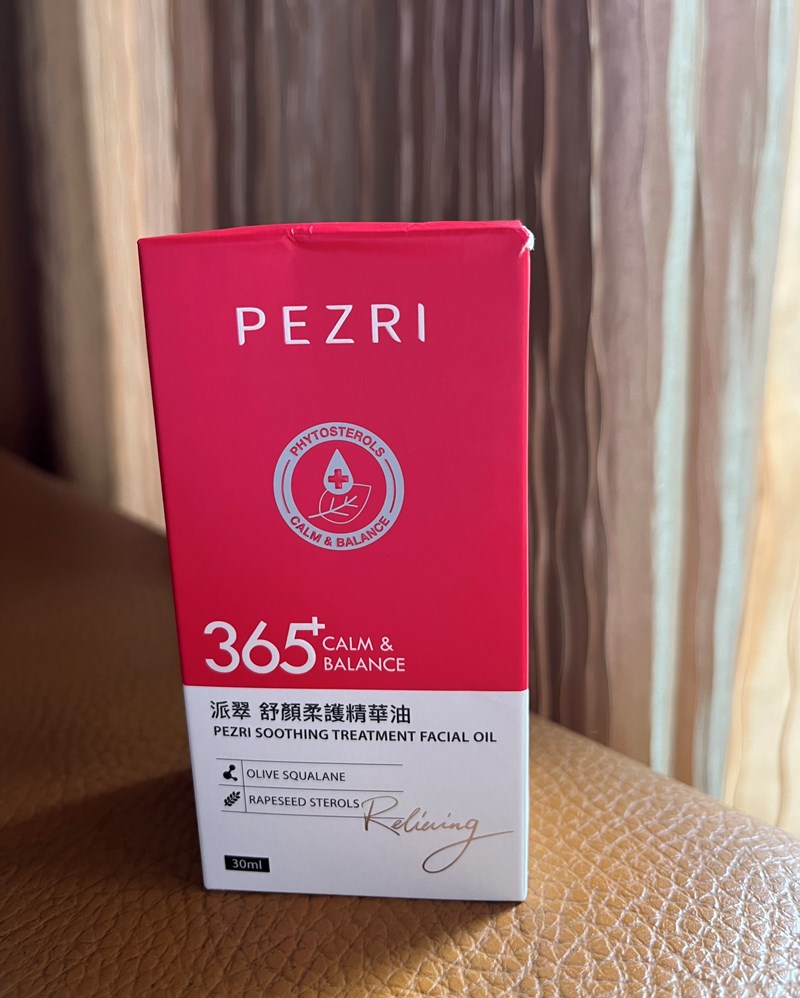 PEZRI
PHYTOSTEROLS
CALM & BALANCE
365+ CALM &
BALANCE
派翠 舒顏柔護精華油
PEZRI SOOTHING TREATMENT FACIAL OIL
OLIVE SQUALANE
RAPESEED STEROLS
Relieving
30ml